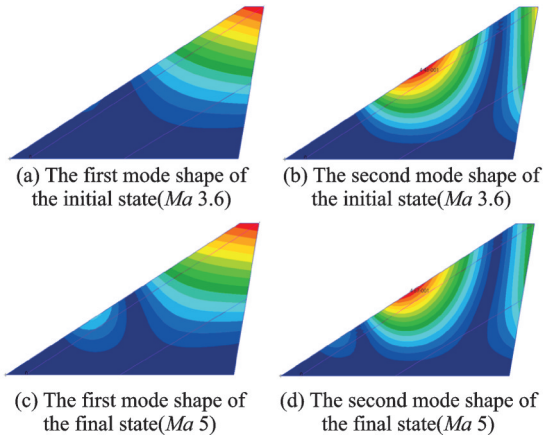 (a) The first mode shape of
the initial state(Ma 3.6)
(b) The second mode shape of
the initial state(Ma 3.6)
(c) The first mode shape of
the final state(Ma 5)
(d) The second mode shape of
the final state(Ma 5)